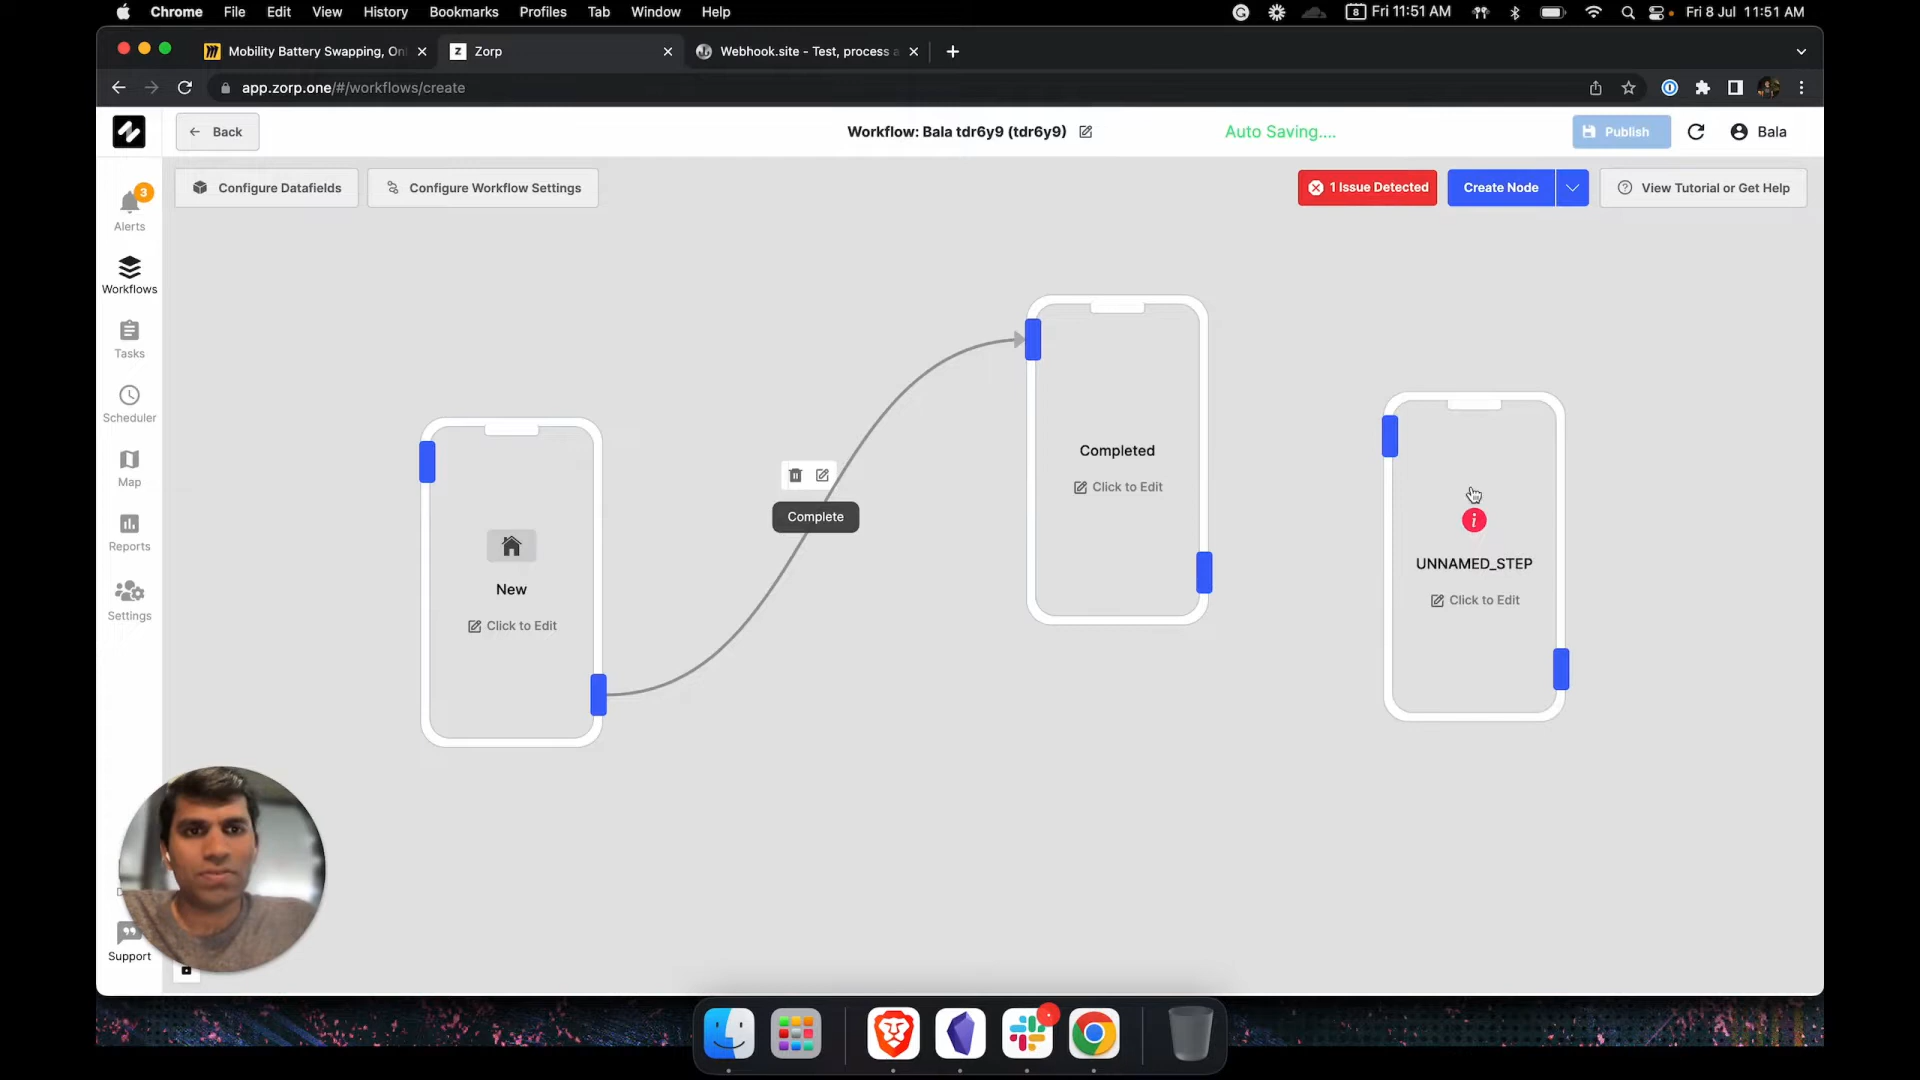 Chrome File Edit View History Bookmarks Profiles Tab Window Help
8 Fri 11:51 AM
Fri 8 Jul 11:51 AM
Mobility Battery Swapping, On
Zorp
Webhook.site - Test, process a
app.zorp.one/#/workflows/create
Back
Workflow: Bala tdr6y9 (tdr6y9)
Auto Saving....
Publish
Bala
Configure Datafields
Configure Workflow Settings
1 Issue Detected
Create Node
View Tutorial or Get Help
3
Alerts
Workflows
Tasks
Scheduler
Map
Reports
Settings
Support
New
Click to Edit
Complete
Completed
Click to Edit
UNNAMED_STEP
Click to Edit